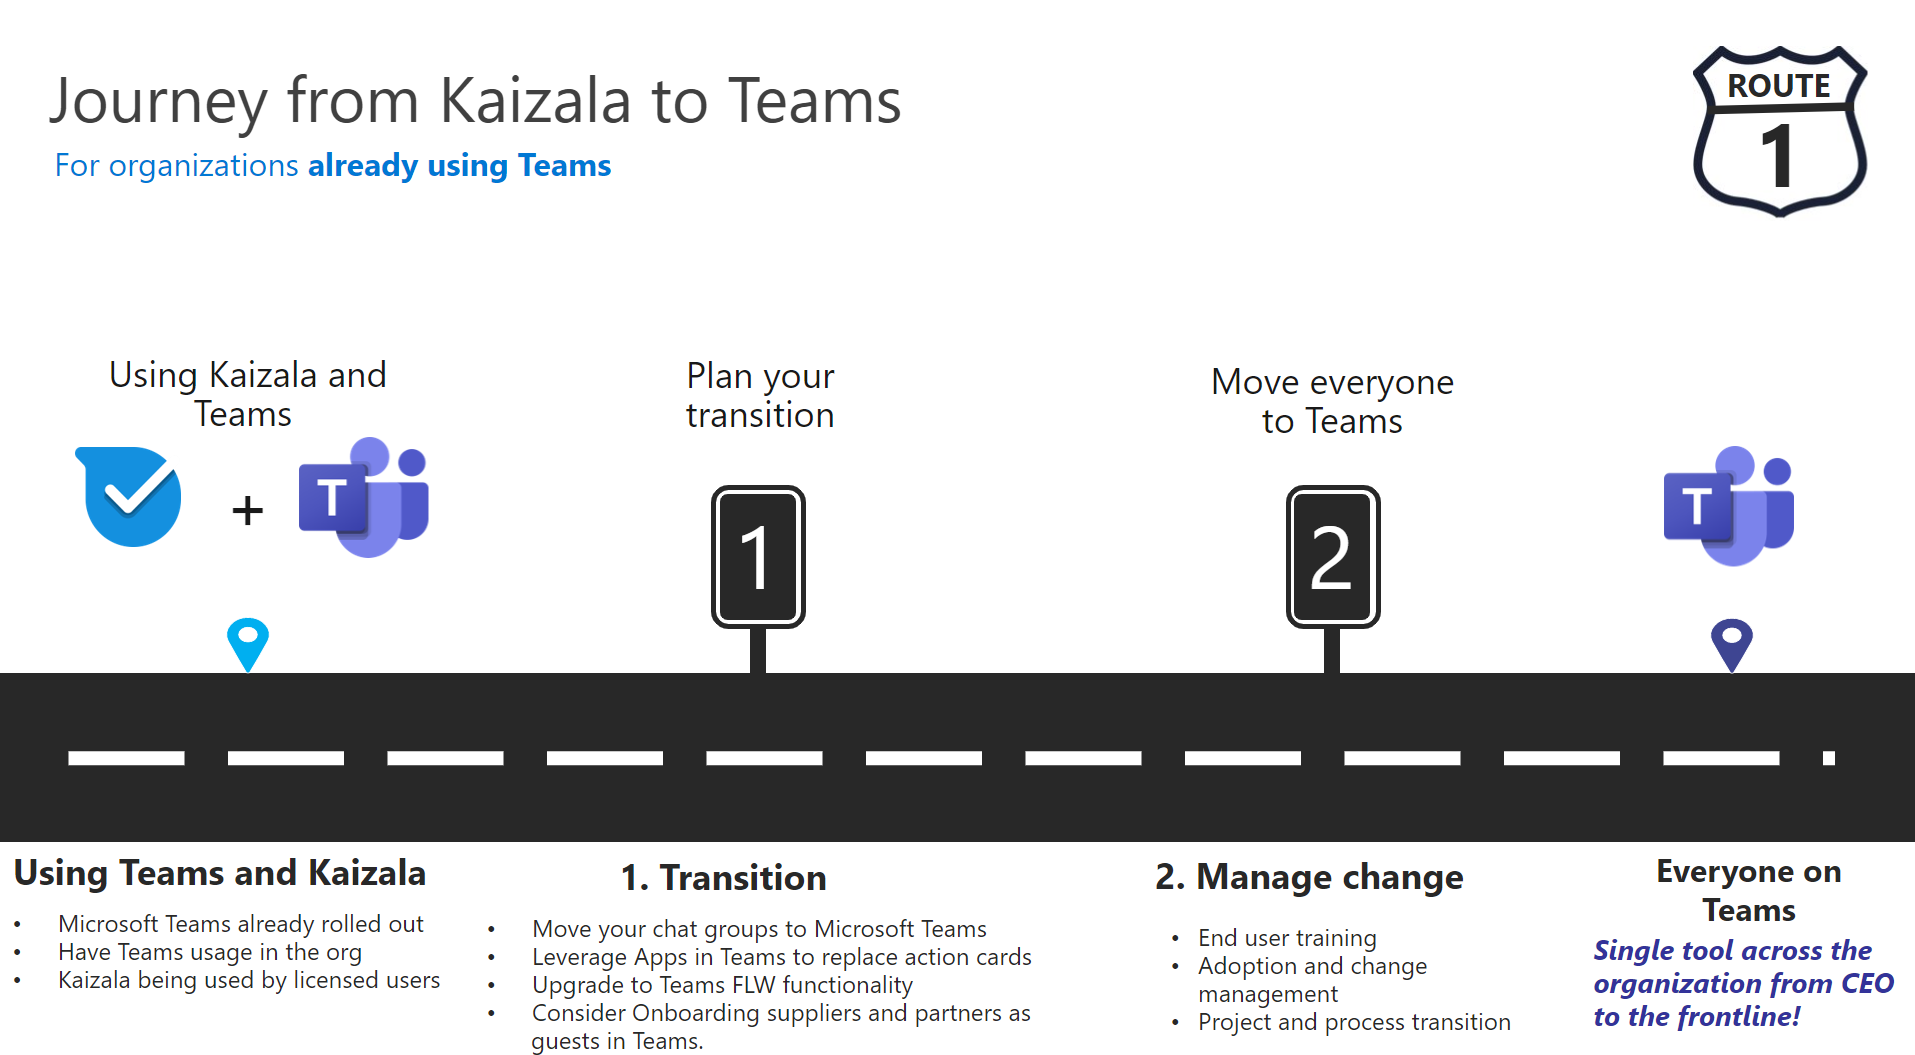 Journey from Kaizala to Teams
For organizations already using Teams
ROUTE
1
Using Kaizala and
Teams
T
+
Plan your
transition
1
Move everyone
to Teams
2
T
Using Teams and Kaizala
• Microsoft Teams already rolled out
• Have Teams usage in the org
• Kaizala being used by licensed users
1. Transition
• Move your chat groups to Microsoft Teams
• Leverage Apps in Teams to replace action cards
• Upgrade to Teams FLW functionality
• Consider Onboarding suppliers and partners as
guests in Teams.
2. Manage change
• End user training
• Adoption and change
management
• Project and process transition
Everyone on
Teams
Single tool across the
organization from CEO
to the frontline!